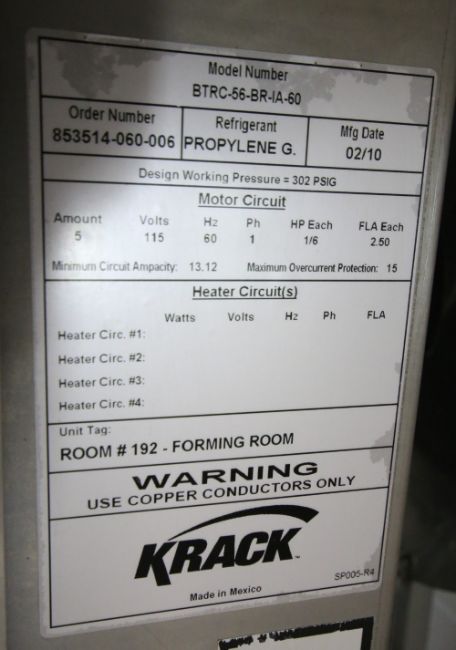 Model Number
BTRC-56-BR-IA-60
Order Number Refrigerant Mfg Date
853514-060-006 PROPYLENE G. 02/10
Design Working Pressure = 302 PSIG
Motor Circuit
Amount Volts Hz Ph HP Each FLA Each
5 115 60 1 1/6 2.50
Minimum Circuit Ampacity: 13.12 Maximum Overcurrent Protection: 15
Heater Circuit(s)
Watts Volts Hz Ph FLA
Heater Circ. #1:
Heater Circ. #2:
Heater Circ. #3:
Heater Circ. #4:
Unit Tag:
ROOM # 192 - FORMING ROOM
WARNING
USE COPPER CONDUCTORS ONLY
KRACK™
SP005-R4
Made in Mexico